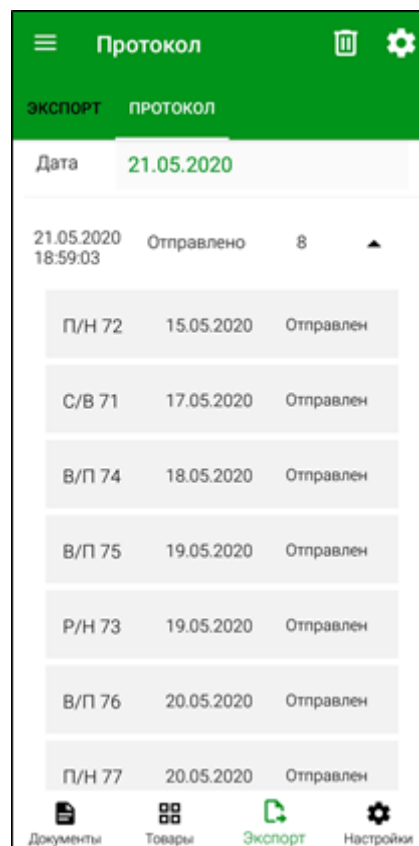 Протокол
ЭКСПОРТ ПРОТОКОЛ
Дата 21.05.2020
21.05.2020 18:59:03 Отправлено 8
П/Н 72 15.05.2020 Отправлен
С/В 71 17.05.2020 Отправлен
В/П 74 18.05.2020 Отправлен
В/П 75 19.05.2020 Отправлен
Р/Н 73 19.05.2020 Отправлен
В/П 76 20.05.2020 Отправлен
П/Н 77 20.05.2020 Отправлен
Документы Товары Экспорт Настройки